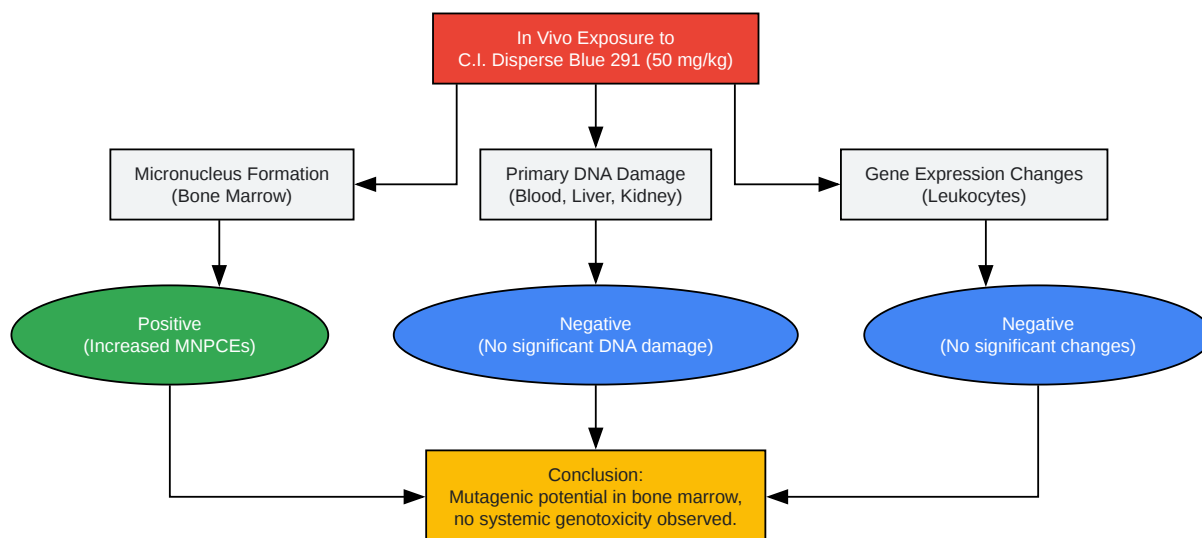 In Vivo Exposure to
C.I. Disperse Blue 291 (50 mg/kg)
Micronucleus Formation
(Bone Marrow)
Primary DNA Damage
(Blood, Liver, Kidney)
Gene Expression Changes
(Leukocytes)
Positive
(Increased MNPCEs)
Negative
(No significant DNA damage)
Negative
(No significant changes)
Conclusion:
Mutagenic potential in bone marrow,
no systemic genotoxicity observed.